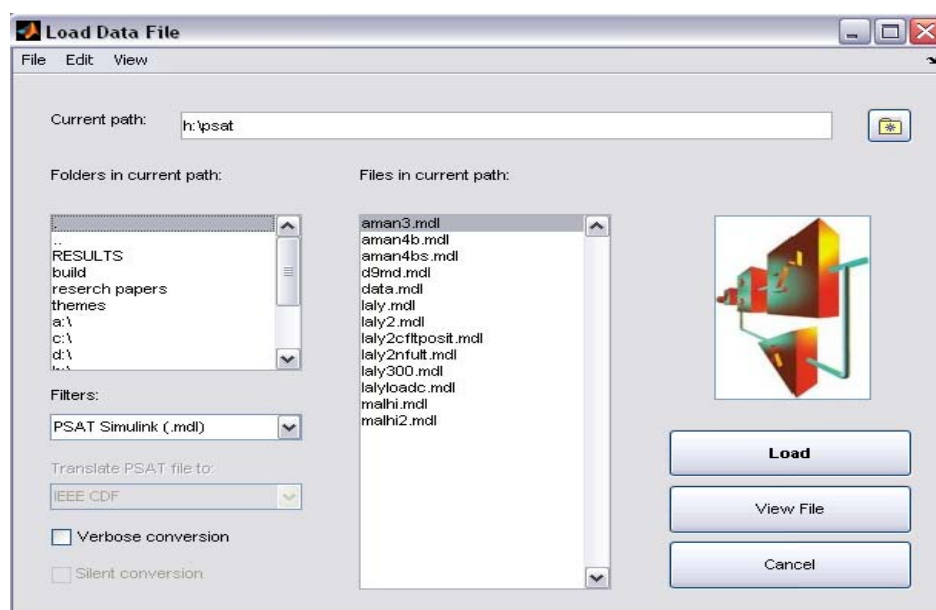 Load Data File
File Edit View
Current path:
h:\psat
Folders in current path:
.
..
RESULTS
build
reserch papers
themes
a:\
c:\
d:\
Filters:
PSAT Simulink (.mdl)
Translate PSAT file to:
IEEE CDF
Verbose conversion
Silent conversion
Files in current path:
aman3.mdl
aman4b.mdl
aman4bs.mdl
d9md.mdl
data.mdl
laly.mdl
laly2.mdl
laly2cfltposit.mdl
laly2nfult.mdl
laly300.mdl
lalyloadc.mdl
malhi.mdl
malhi2.mdl
Load
View File
Cancel